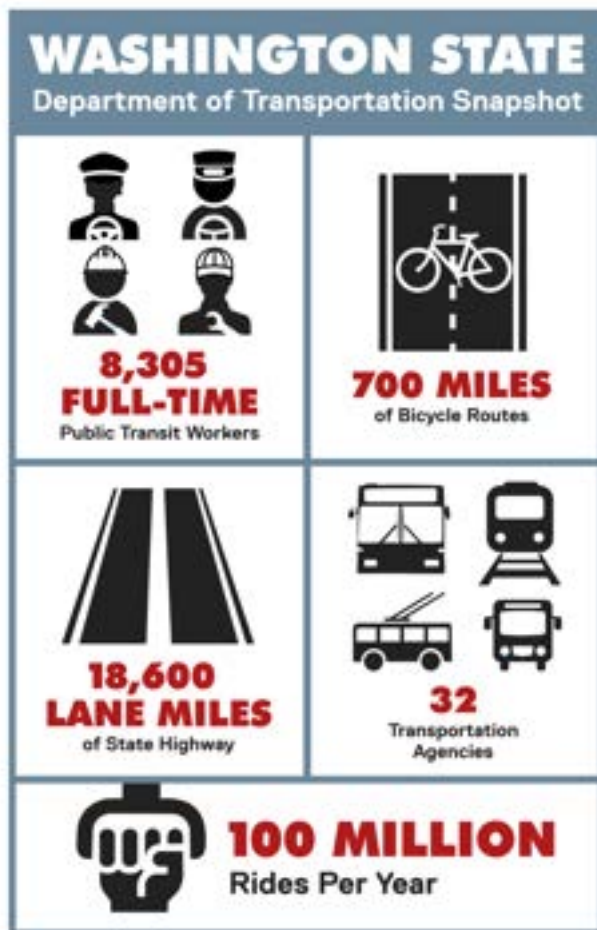 WASHINGTON STATE
Department of Transportation Snapshot
8,305
FULL-TIME
Public Transit Workers
700 MILES
of Bicycle Routes
18,600
LANE MILES
of State Highway
32
Transportation
Agencies
100 MILLION
Rides Per Year